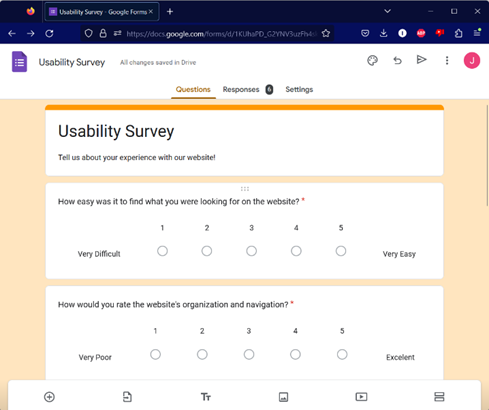 Usability Survey - Google Forms
https://docs.google.com/forms/d/
Usability Survey
All changes saved in Drive
J
Questions
Responses 6
Settings
Usability Survey
Tell us about your experience with our website!
How easy was it to find what you were looking for on the website? *
1 2 3 4 5
Very Difficult
Very Easy
How would you rate the website's organization and navigation? *
1 2 3 4 5
Very Poor
Excelent
Tт